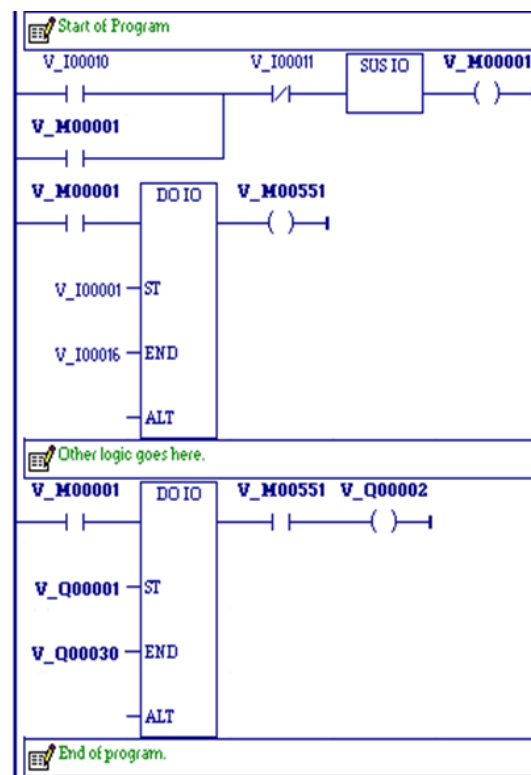 Start of Program
V_I00010 V_I00011 SUS IO V_M00001
V_M00001
V_M00001 DO IO V_M00551
V_I00001 ST
V_I00016 END
ALT
Other logic goes here.
V_M00001 DO IO V_M00551 V_Q00002
V_Q00001 ST
V_Q00030 END
ALT
End of program.